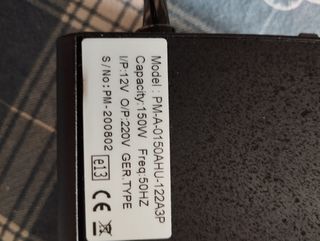 Model : PM-A-0150AHU-122A3P
Capacity:150W Freq.50HZ
I/P:12V O/P:220V GER.TYPE
S/No:PM-200802
e13 CE